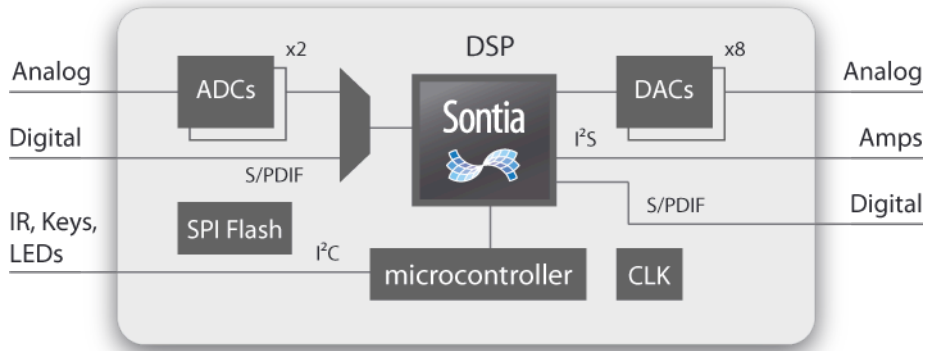 x2
DSP
x8
Analog
ADCs
DACs
Analog
Sontia
Digital
I²S
Amps
S/PDIF
S/PDIF
Digital
IR, Keys,
LEDs
SPI Flash
I²C
microcontroller
CLK